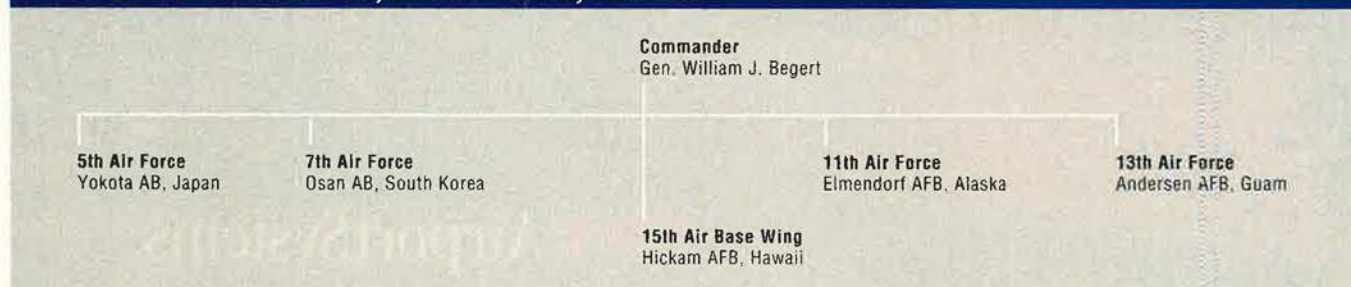 Commander
Gen. William J. Begert
5th Air Force
Yokota AB, Japan
7th Air Force
Osan AB, South Korea
11th Air Force
Elmendorf AFB, Alaska
13th Air Force
Andersen AFB, Guam
15th Air Base Wing
Hickam AFB, Hawaii